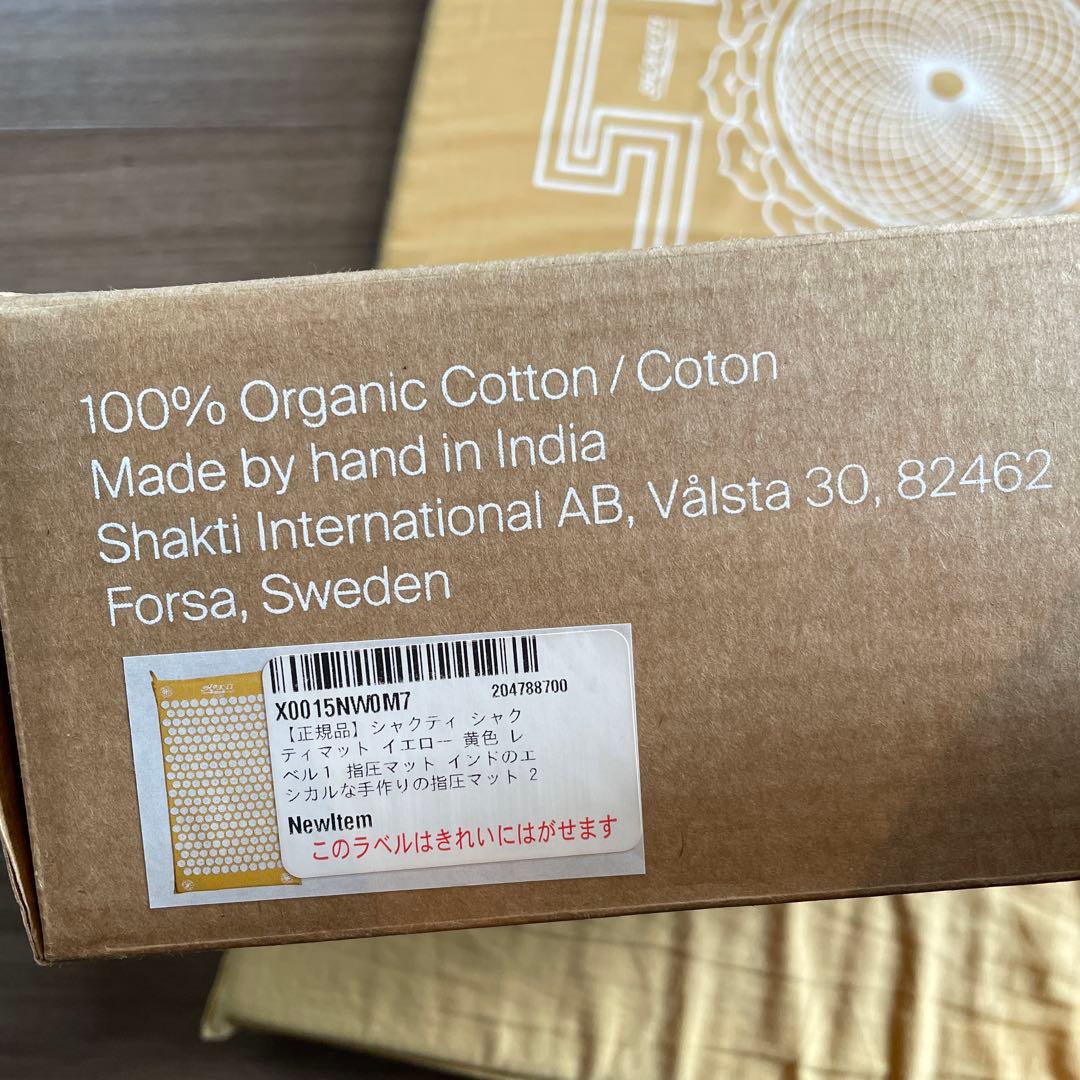 100% Organic Cotton / Coton
Made by hand in India
Shakti International AB, Vålsta 30, 82462
Forsa, Sweden
X0015NW0M7
204788700
【正規品】シャクティ シャク
ティマット イエロー 黄色 レ
ベル1 指圧マット インドのエ
シカルな手作りの指圧マット 2
NewItem
このラベルはきれいにはがせます